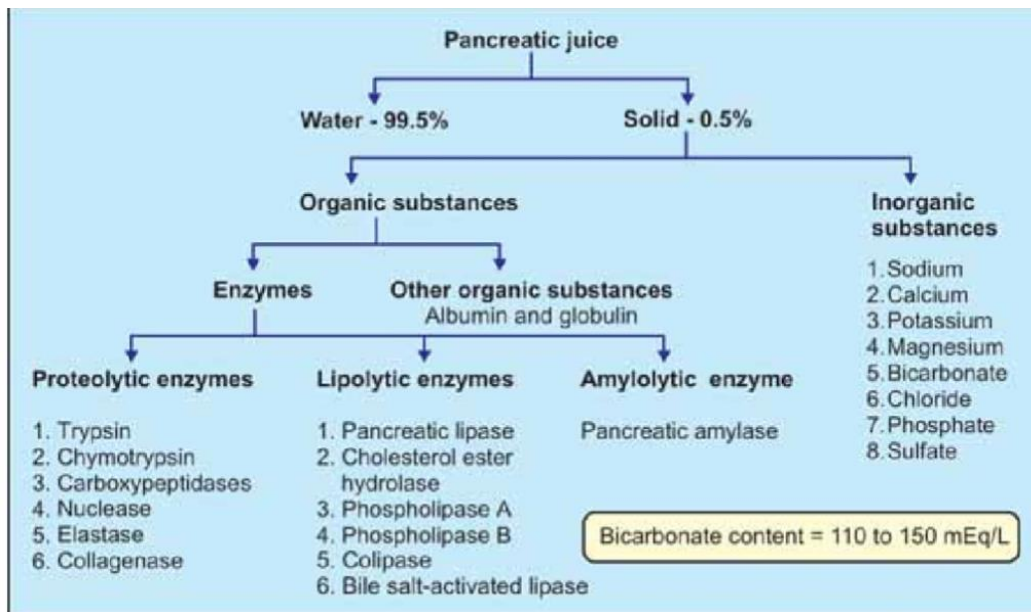 Pancreatic juice
Water - 99.5%
Solid - 0.5%
Organic substances
Inorganic
substances
1. Sodium
2. Calcium
3. Potassium
4. Magnesium
5. Bicarbonate
6. Chloride
7. Phosphate
8. Sulfate
Enzymes
Other organic substances
Albumin and globulin
Proteolytic enzymes
1. Trypsin
2. Chymotrypsin
3. Carboxypeptidases
4. Nuclease
5. Elastase
6. Collagenase
Lipolytic enzymes
1. Pancreatic lipase
2. Cholesterol ester
hydrolase
3. Phospholipase A
4. Phospholipase B
5. Colipase
6. Bile salt-activated lipase
Amylolytic enzyme
Pancreatic amylase
Bicarbonate content = 110 to 150 mEq/L